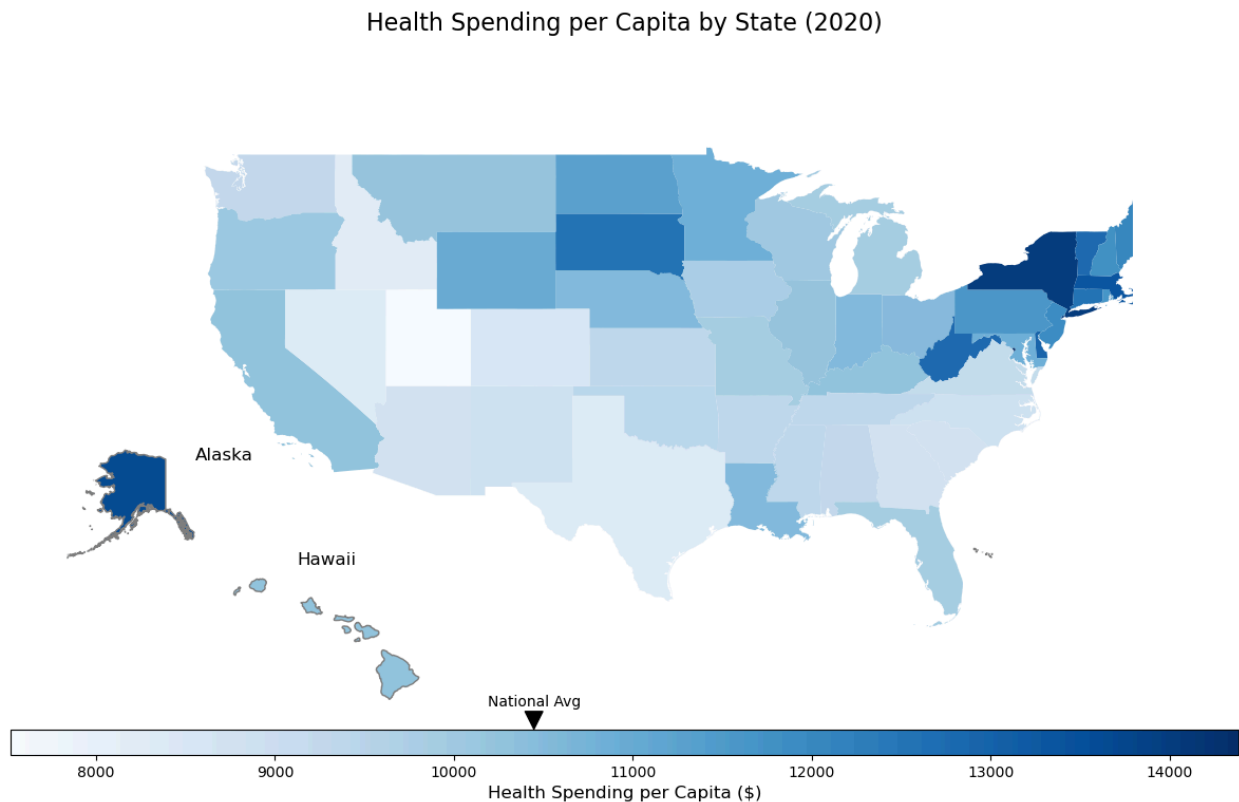 Health Spending per Capita by State (2020)
Alaska
Hawaii
National Avg
8000 9000 10000 11000 12000 13000 14000
Health Spending per Capita ($)